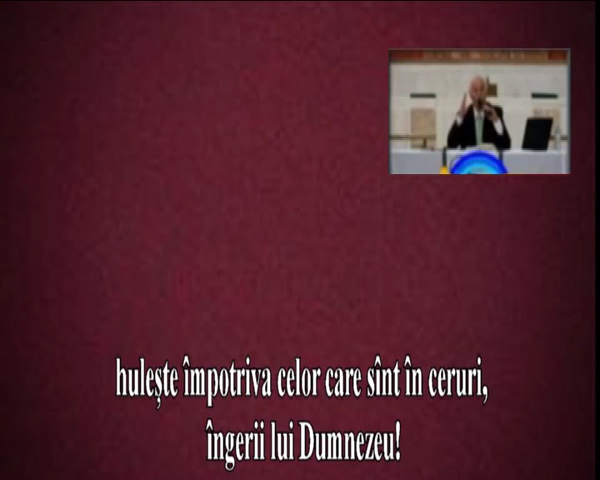 hulește împotriva celor care sînt în ceruri,
îngerii lui Dumnezeu!